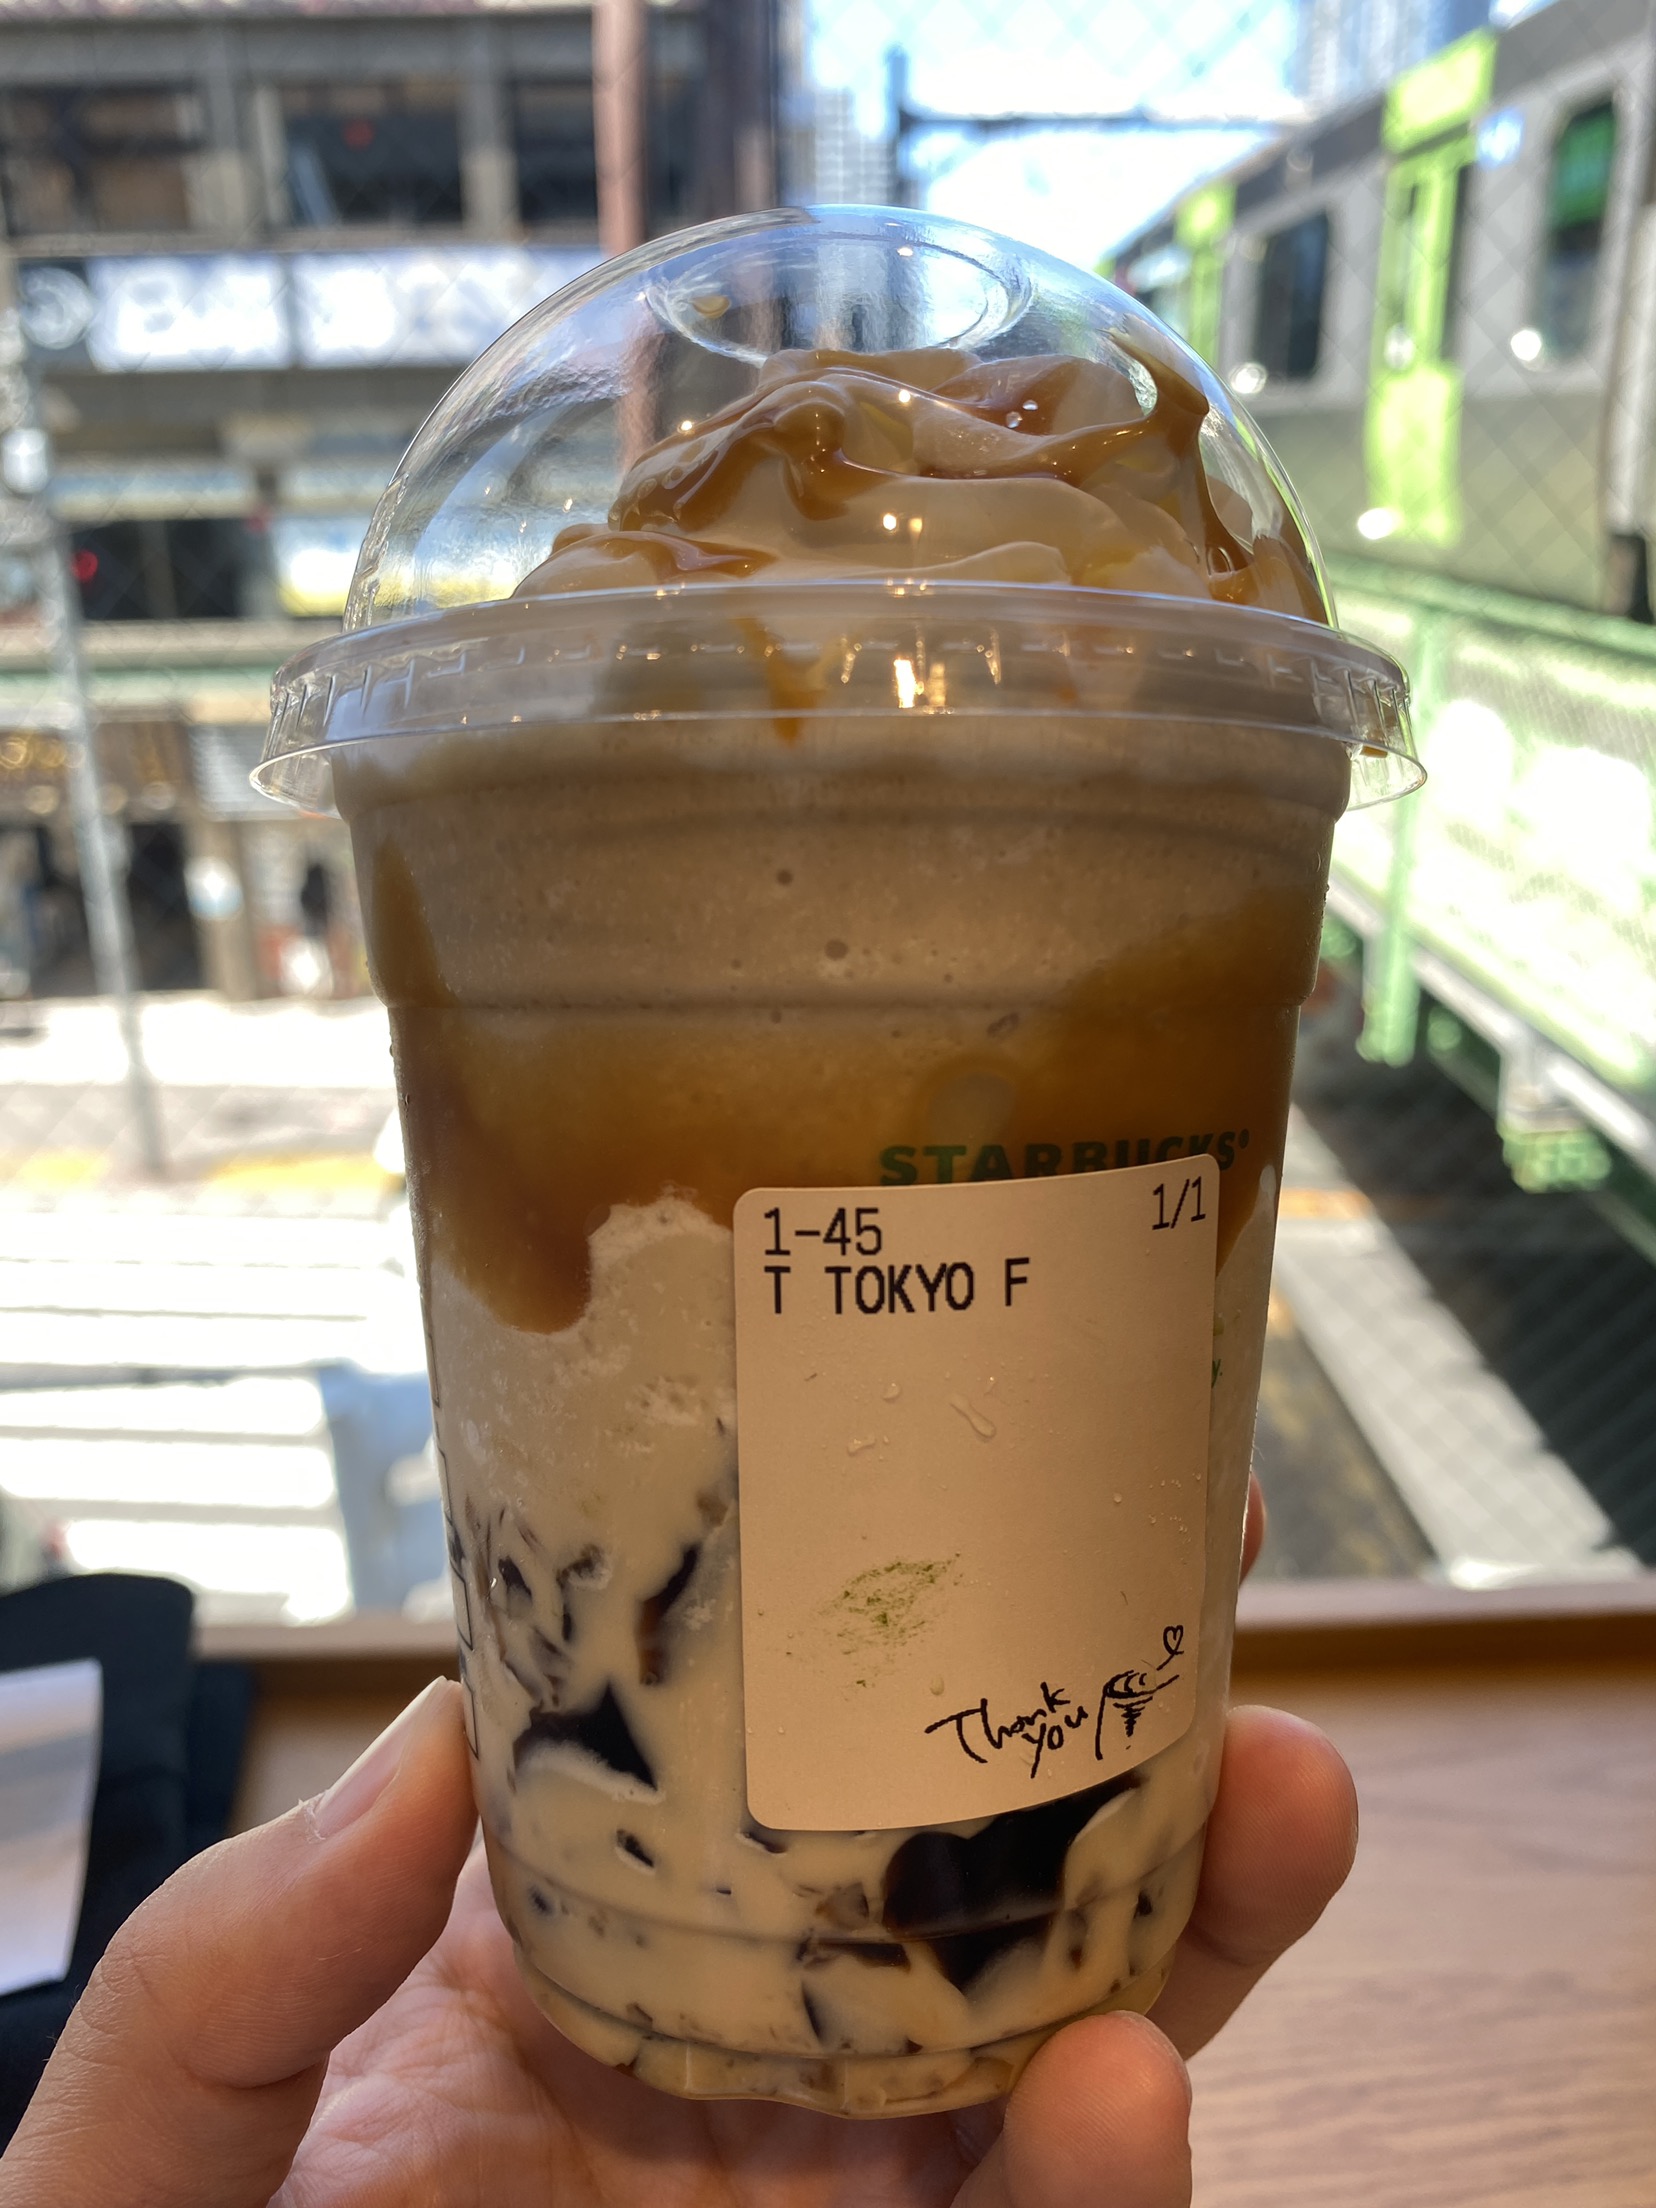 STARBUCKS®
1-45 1/1
T TOKYO F
Thank
you